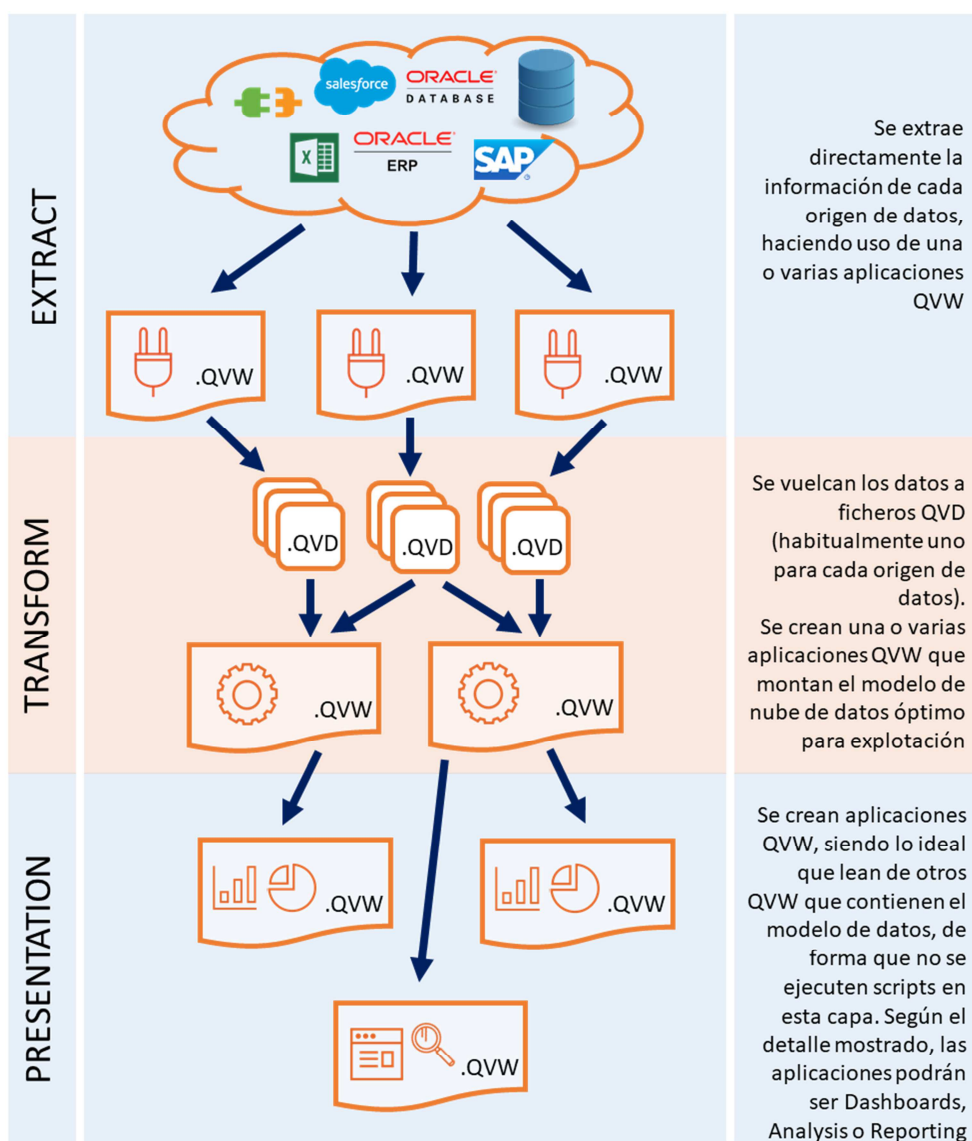 EXTRACT
salesforce
ORACLE
DATABASE
ORACLE
ERP
SAP
.QVW
.QVW
.QVW
Se extrae
directamente la
información de cada
origen de datos,
haciendo uso de una
o varias aplicaciones
QVW
TRANSFORM
.QVD
.QVD
.QVD
.QVW
.QVW
Se vuelcan los datos a
ficheros QVD
(habitualmente uno
para cada origen de
datos).
Se crean una o varias
aplicaciones QVW que
montan el modelo de
nube de datos óptimo
para explotación
PRESENTATION
.QVW
.QVW
.QVW
Se crean aplicaciones
QVW, siendo lo ideal
que lean de otros
QVW que contienen el
modelo de datos, de
forma que no se
ejecuten scripts en
esta capa. Según el
detalle mostrado, las
aplicaciones podrán
ser Dashboards,
Analysis o Reporting